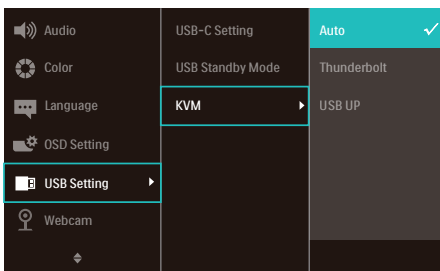 Audio
Color
Language
OSD Setting
USB Setting
Webcam
USB-C Setting
USB Standby Mode
KVM
Auto
Thunderbolt
USB UP